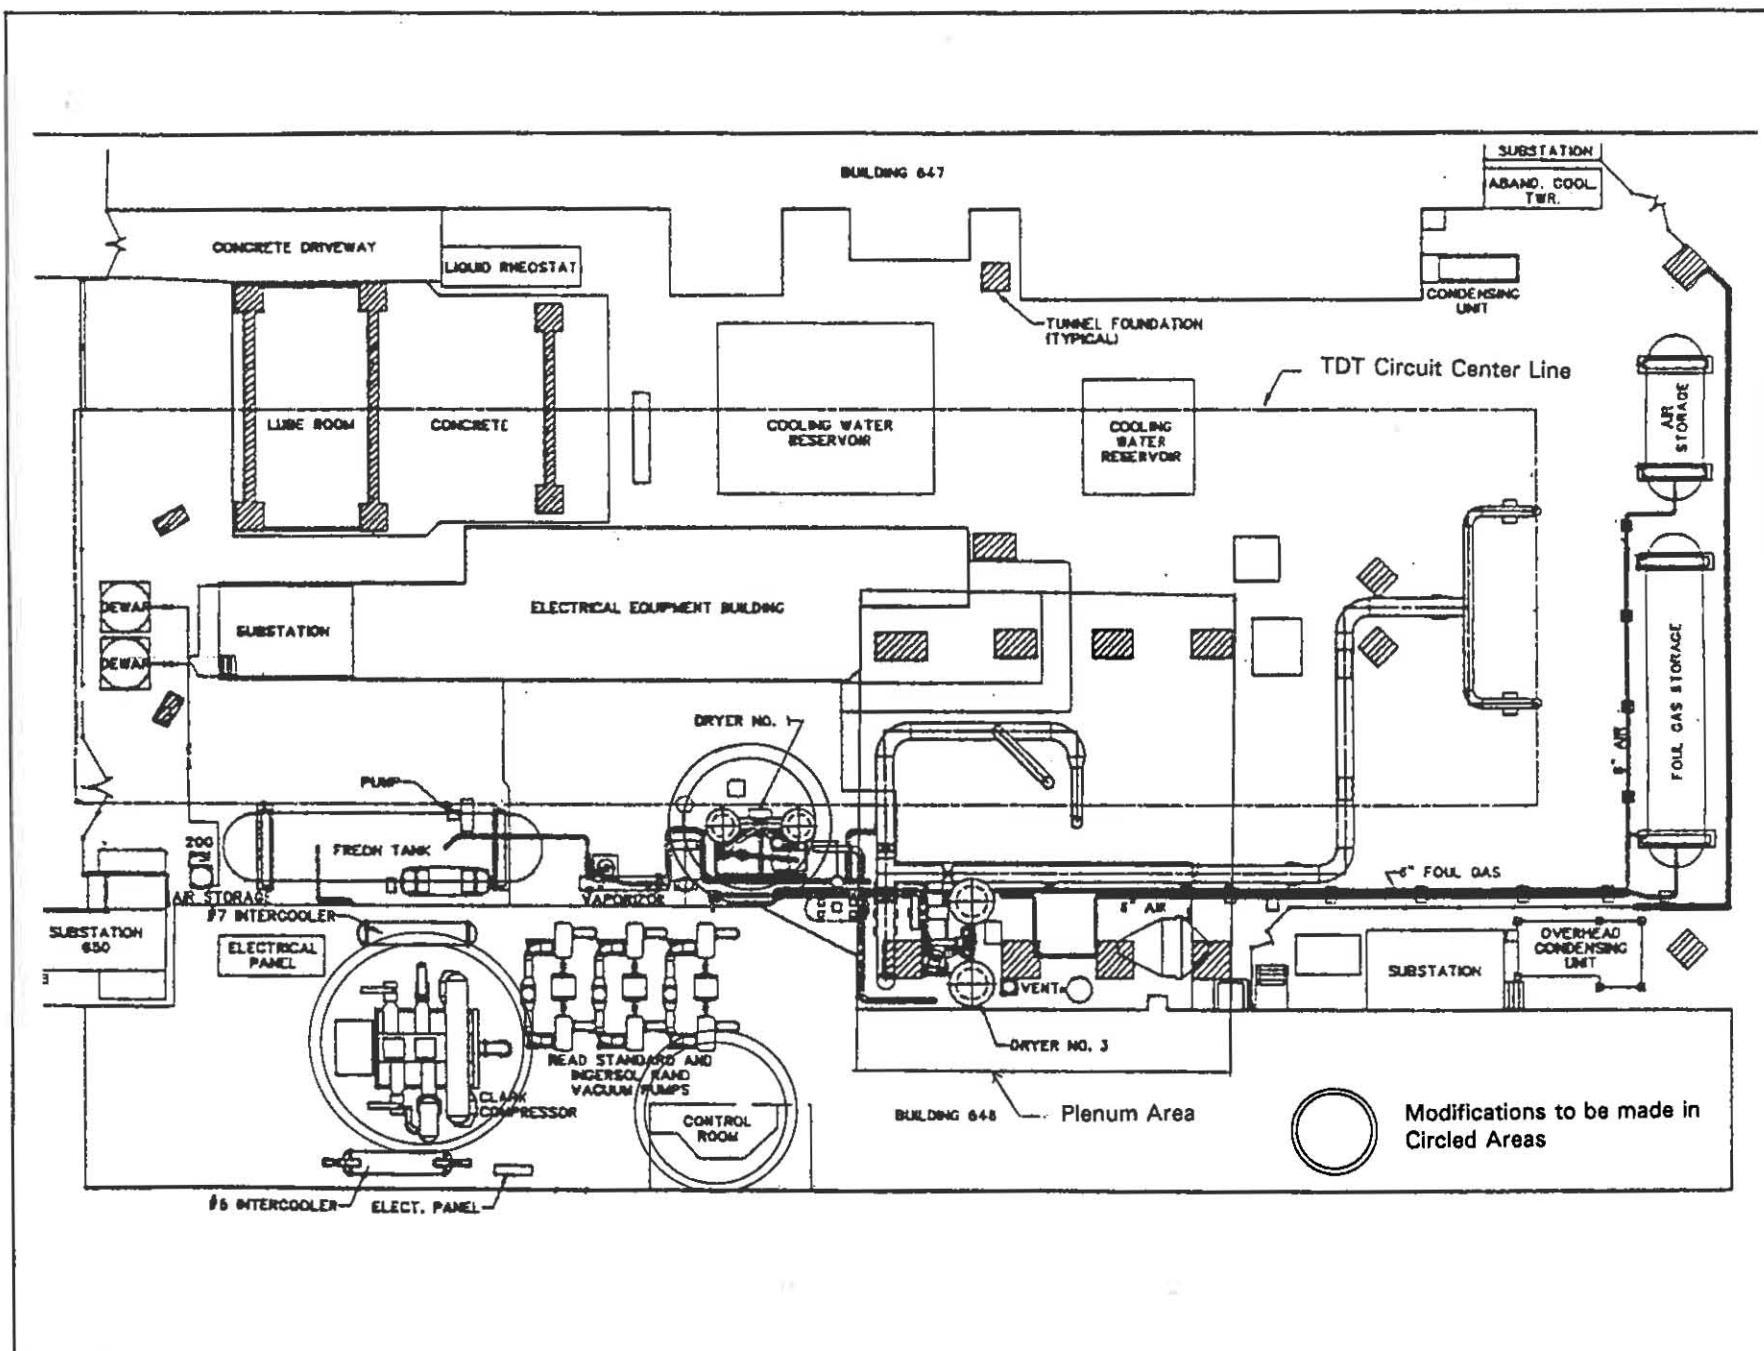 BUILDING 647
SUBSTATION
ABAND. COOL.
TWR.
CONCRETE DRIVEWAY
LIQUID RHEOSTAT
CONDENSING
UNIT
TUNNEL FOUNDATION
(TYPICAL)
TDT Circuit Center Line
AIR
STORAGE
LUBE ROOM
CONCRETE
COOLING WATER
RESERVOIR
COOLING
WATER
RESERVOIR
DEWAR
ELECTRICAL EQUIPMENT BUILDING
SUBSTATION
DEWAR
FOUL GAS STORAGE
DRYER NO. 1
AIR
PUMP
200
PSI
FREON TANK
AIR STORAGE
VAPORIZOR
6" FOUL GAS
#7 INTERCOOLER
6" AIR
SUBSTATION
650
ELECTRICAL
PANEL
OVERHEAD
CONDENSING
UNIT
SUBSTATION
VENT
DRYER NO. 3
READ STANDARD AND
INGERSOL RAND
VACUUM PUMPS
CLARK
COMPRESSOR
BUILDING 648
Plenum Area
CONTROL
ROOM
Modifications to be made in
Circled Areas
#6 INTERCOOLER
ELECT. PANEL